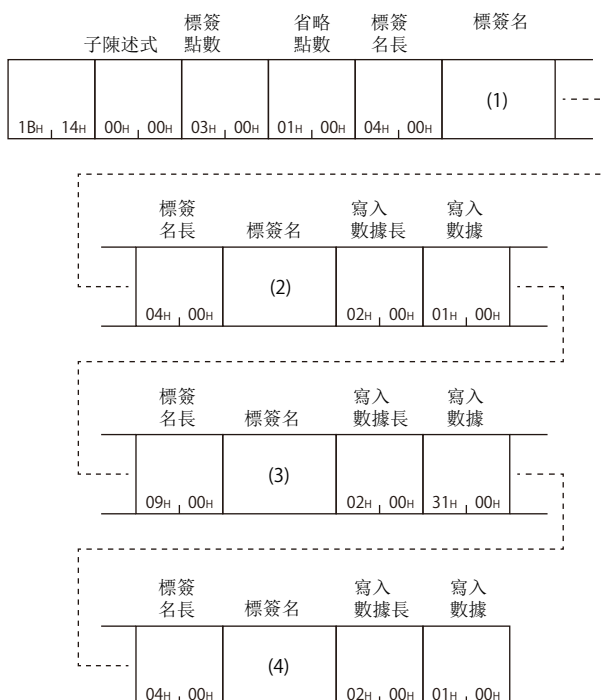 子陳述式
標簽
點數
省略
點數
標簽
名長
標簽名
1BH 14H 00H 00H 03H 00H 01H 00H 04H 00H
(1)
標簽
名長
標簽名
寫入
數據長
寫入
數據
04H 00H
(2)
02H 00H 01H 00H
標簽
名長
標簽名
寫入
數據長
寫入
數據
09H 00H
(3)
02H 00H 31H 00H
標簽
名長
標簽名
寫入
數據長
寫入
數據
04H 00H
(4)
02H 00H 01H 00H